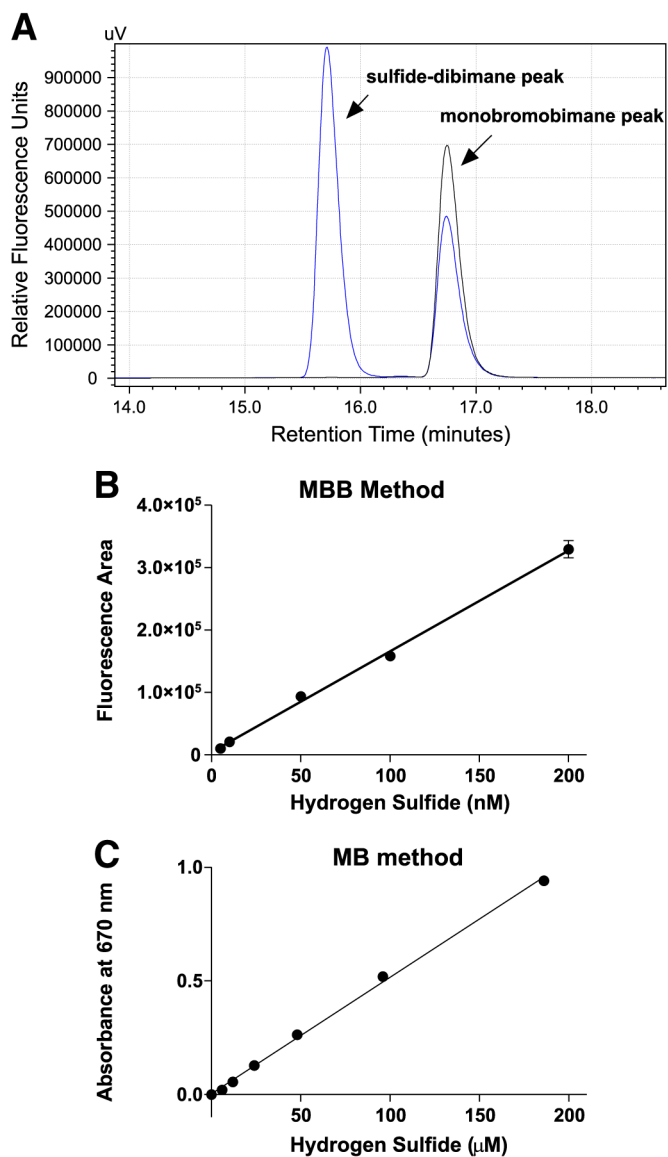 A
uV
900000
800000
700000
600000
500000
400000
300000
200000
100000
0
Relative Fluorescence Units
sulfide-dibimane peak
monobromobimane peak
14.0 15.0 16.0 17.0 18.0
Retention Time (minutes)
B
MBB Method
4.0×10⁵
3.0×10⁵
2.0×10⁵
1.0×10⁵
0
Fluorescence Area
0 50 100 150 200
Hydrogen Sulfide (nM)
C
MB method
1.0
0.5
0.0
Absorbance at 670 nm
50 100 150 200
Hydrogen Sulfide (μM)